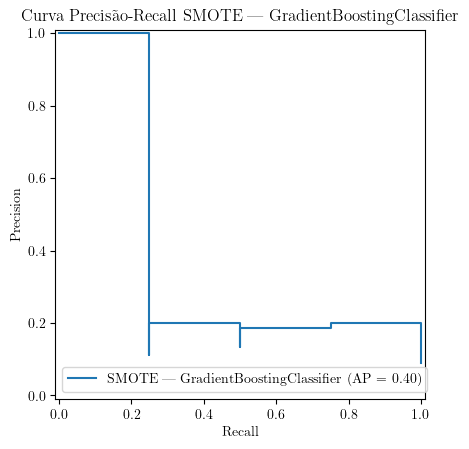 Curva Precisão-Recall SMOTE — GradientBoostingClassifier
1.0
0.8
0.6
0.4
0.2
0.0
Precision
SMOTE — GradientBoostingClassifier (AP = 0.40)
0.0 0.2 0.4 0.6 0.8 1.0
Recall